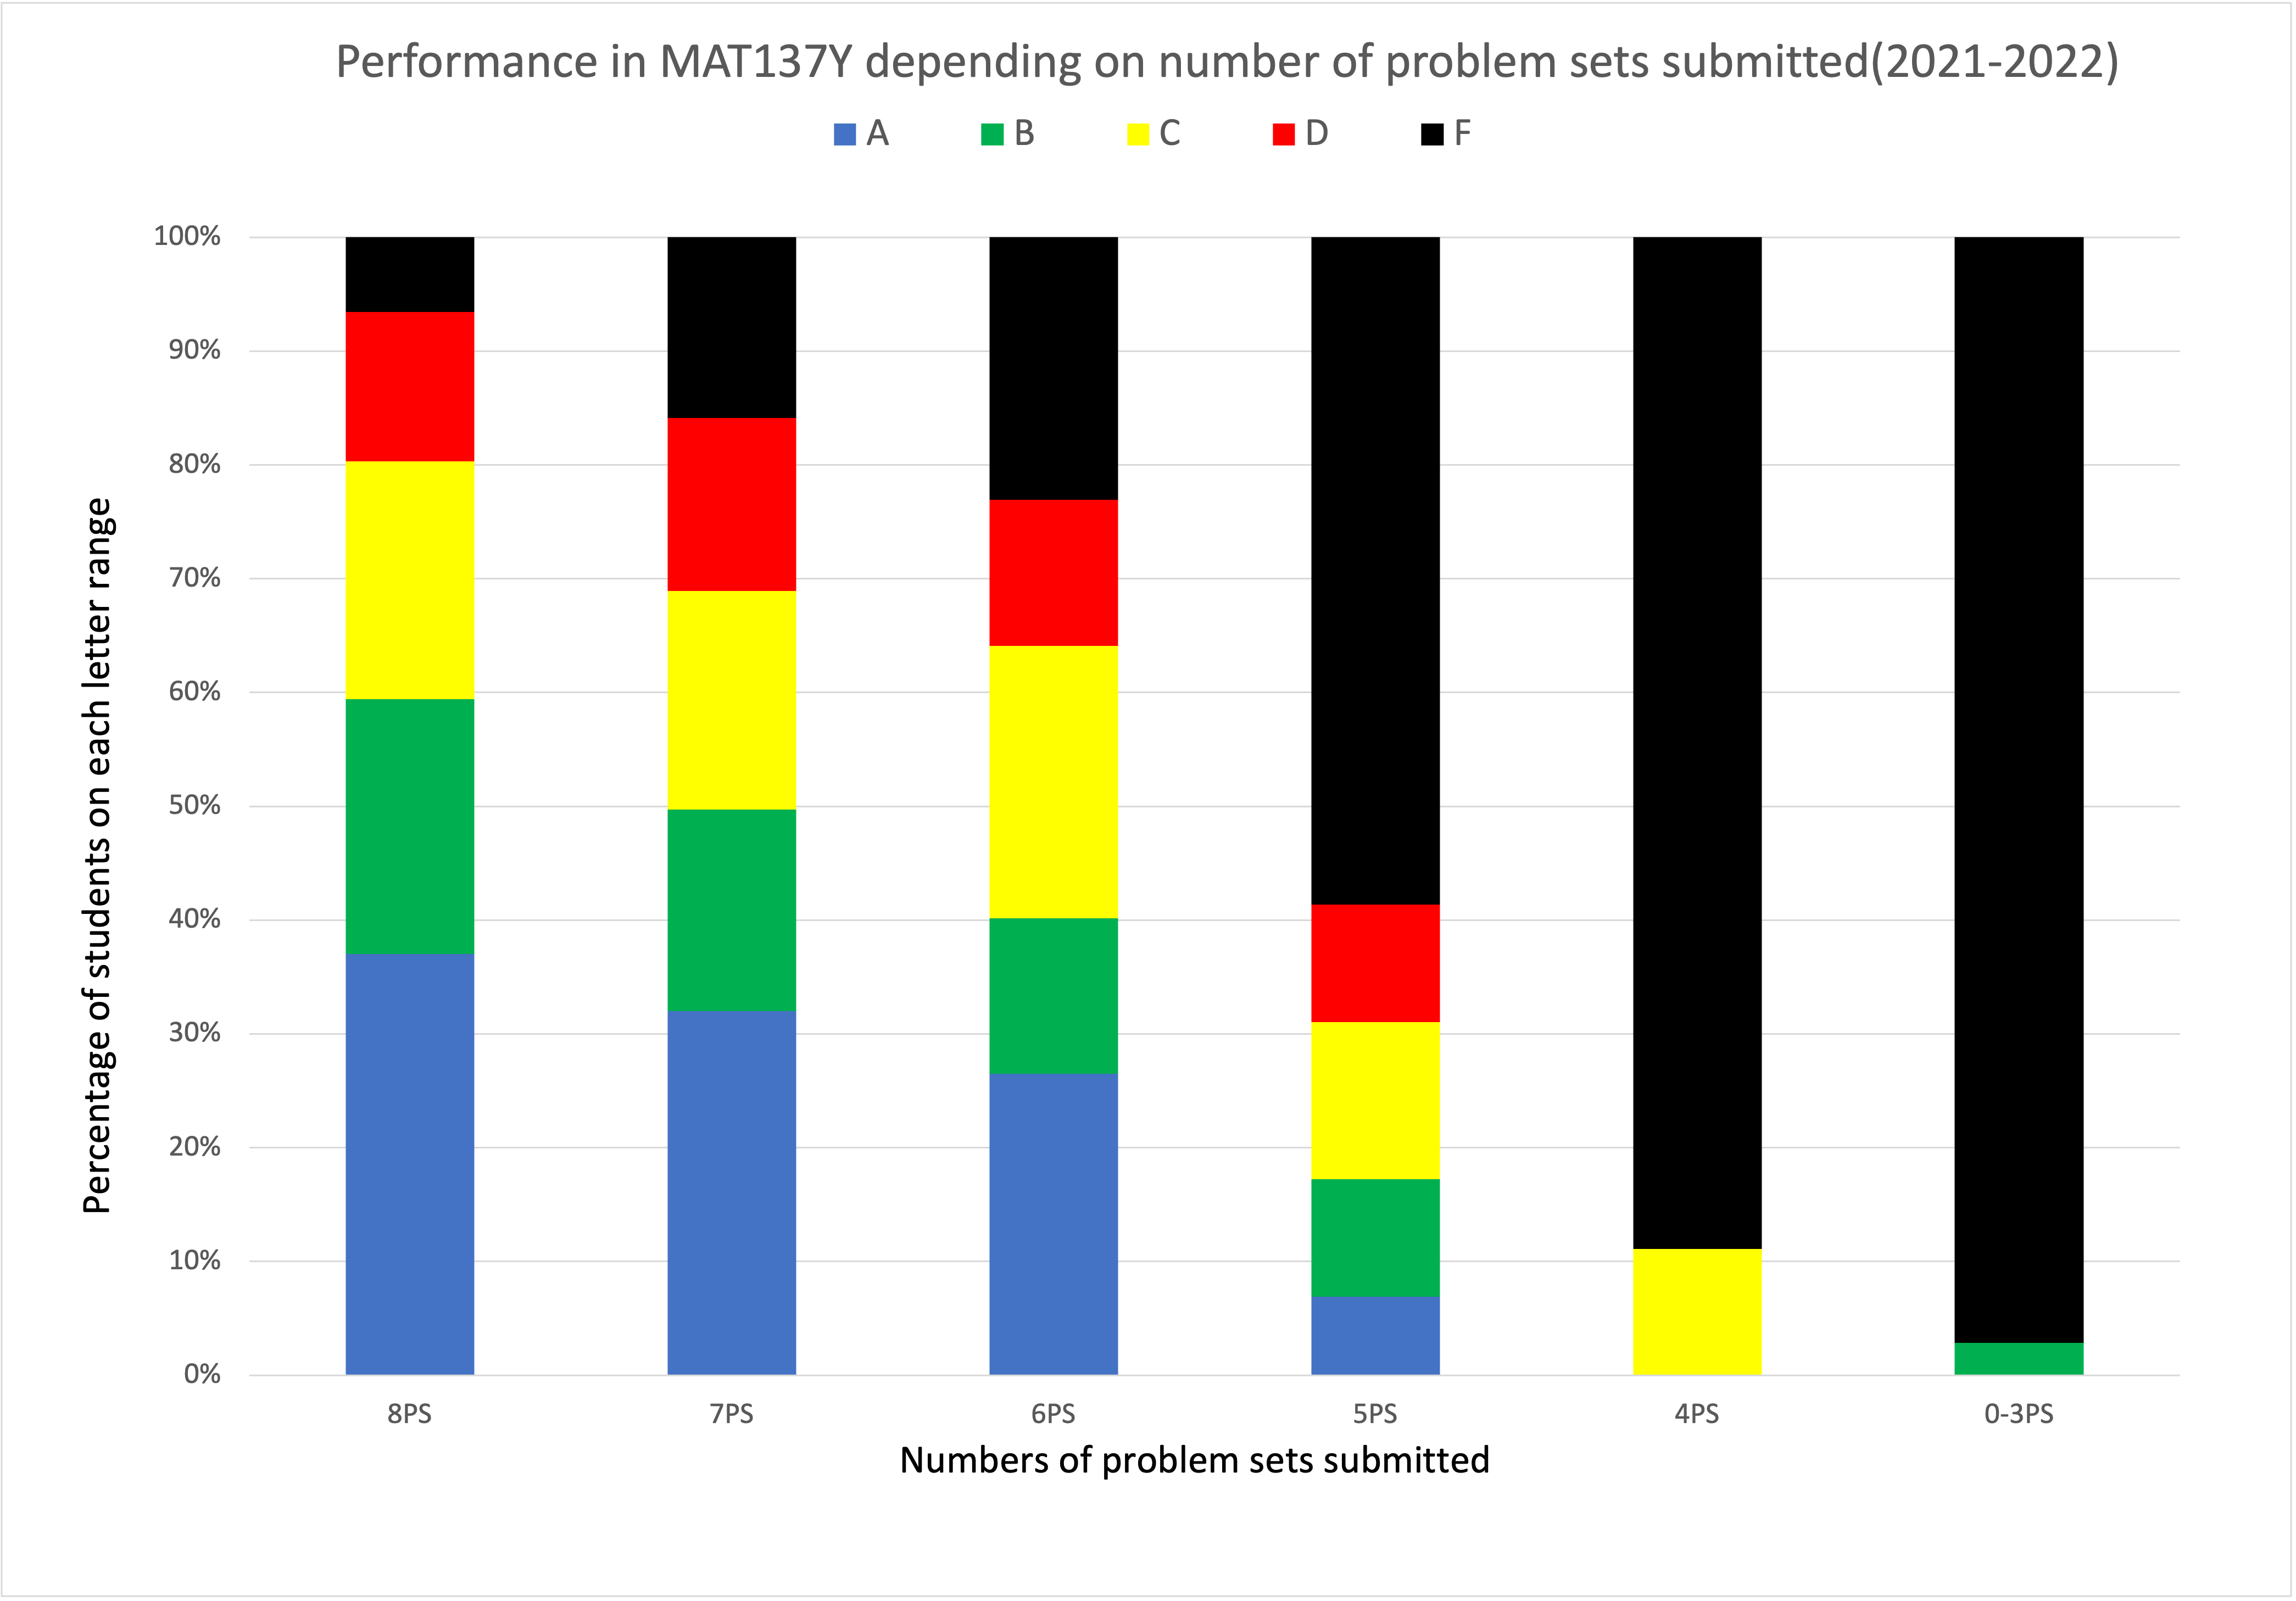 Performance in MAT137Y depending on number of problem sets submitted(2021-2022)
A B C D F
100%
90%
80%
70%
60%
50%
40%
30%
20%
10%
0%
Percentage of students on each letter range
8PS 7PS 6PS 5PS 4PS 0-3PS
Numbers of problem sets submitted